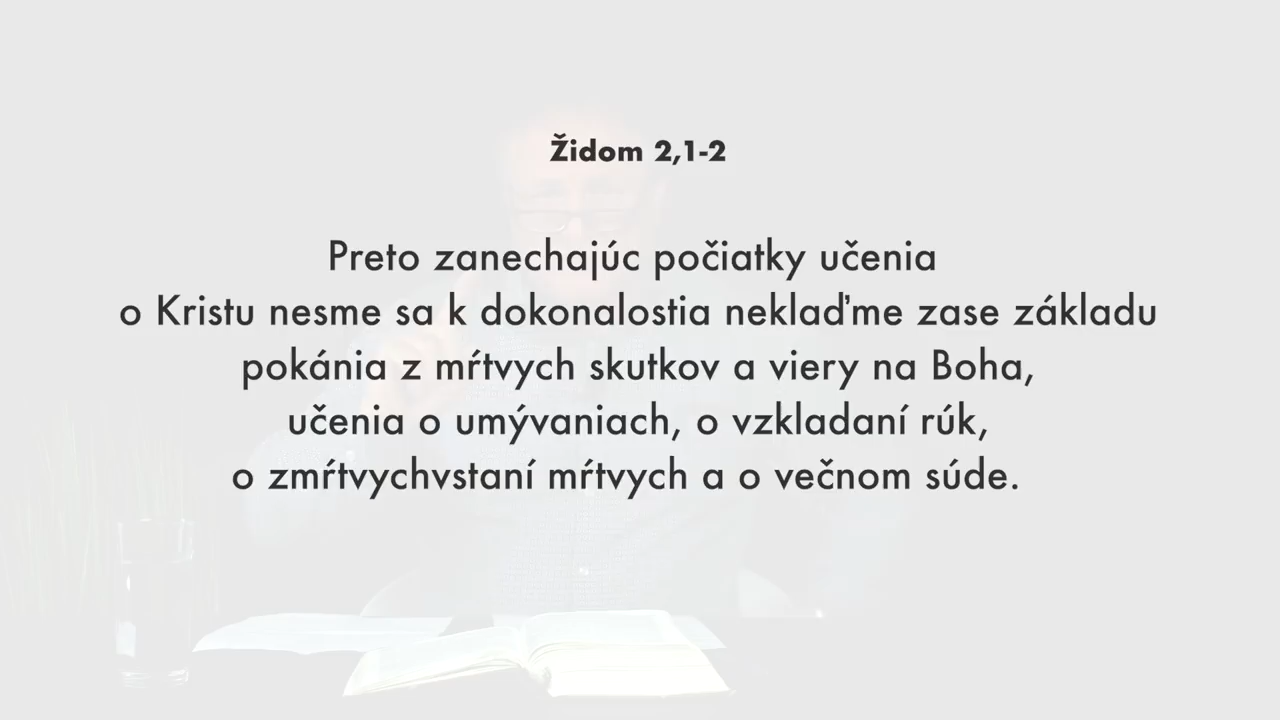 Židom 2,1-2
Preto zanechajúc počiatky učenia
o Kristu nesme sa k dokonalostia neklaďme zase základu
pokánia z mŕtvych skutkov a viery na Boha,
učenia o umývaniach, o vzkladaní rúk,
o zmŕtvychvstaní mŕtvych a o večnom súde.